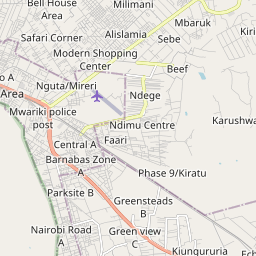 Bell House
Area
Milimani
Mbaruk
Safari Corner
Alislamia
Sebe
Kiri
Modern Shopping
Center
Beef
o A
Nguta/Mireri
Ndege
Area
Mwariki police
post
Ndimu Centre
Karushwa
Central A
Faari
Barnabas Zone
A
Phase 9/Kiratu
Parksite B
Greensteads
B
Nairobi Road
A
Green view
C
Kiungururia